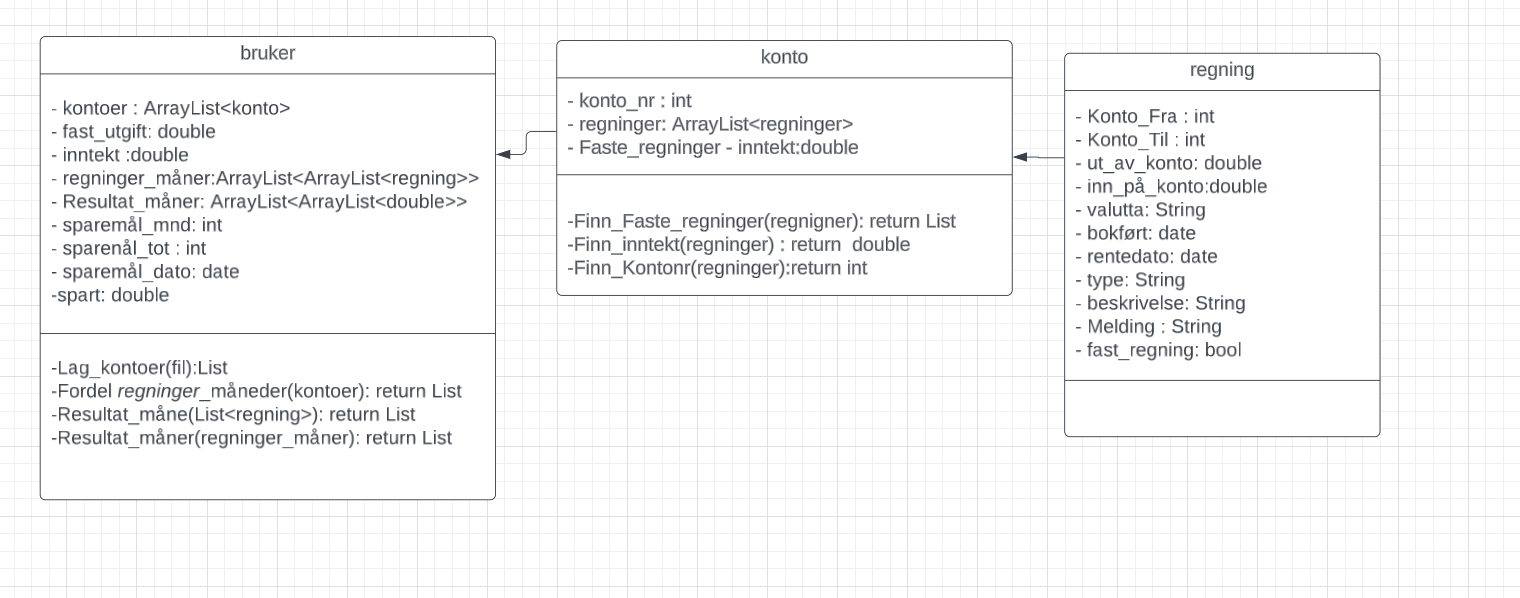 bruker
- kontoer : ArrayList<konto>
- fast_utgift: double
- inntekt :double
- regninger_måner:ArrayList<ArrayList<regning>>
- Resultat_måner: ArrayList<ArrayList<double>>
- sparemål_mnd: int
- sparenål_tot : int
- sparemål_dato: date
-spart: double
-Lag_kontoer(fil):List
-Fordel regninger_måneder(kontoer): return List
-Resultat_måne(List<regning>): return List
-Resultat_måner(regninger_måner): return List
konto
- konto_nr : int
- regninger: ArrayList<regninger>
- Faste_regninger - inntekt:double
-Finn_Faste_regninger(regnigner): return List
-Finn_inntekt(regninger) : return double
-Finn_Kontonr(regninger):return int
regning
- Konto_Fra : int
- Konto_Til : int
- ut_av_konto: double
- inn_på_konto:double
- valutta: String
- bokført: date
- rentedato: date
- type: String
- beskrivelse: String
- Melding : String
- fast_regning: bool